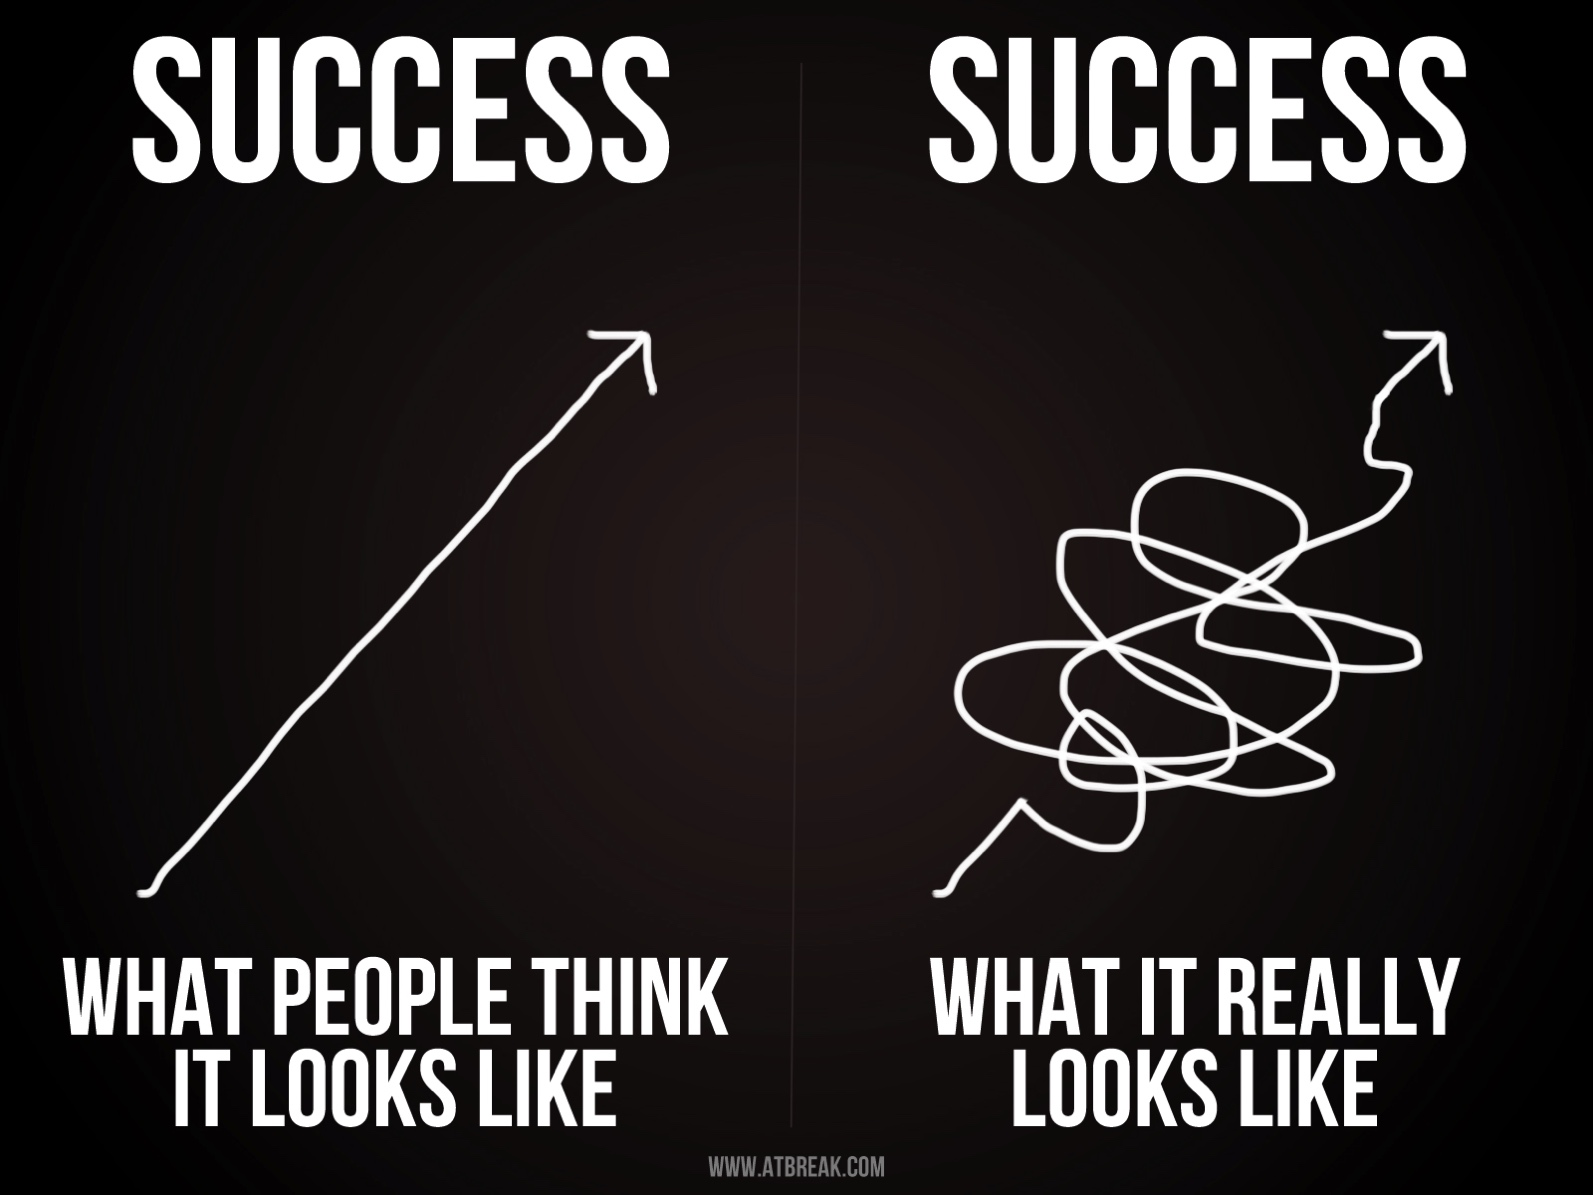 SUCCESS
WHAT PEOPLE THINK
IT LOOKS LIKE
SUCCESS
WHAT IT REALLY
LOOKS LIKE
WWW.ATBREAK.COM